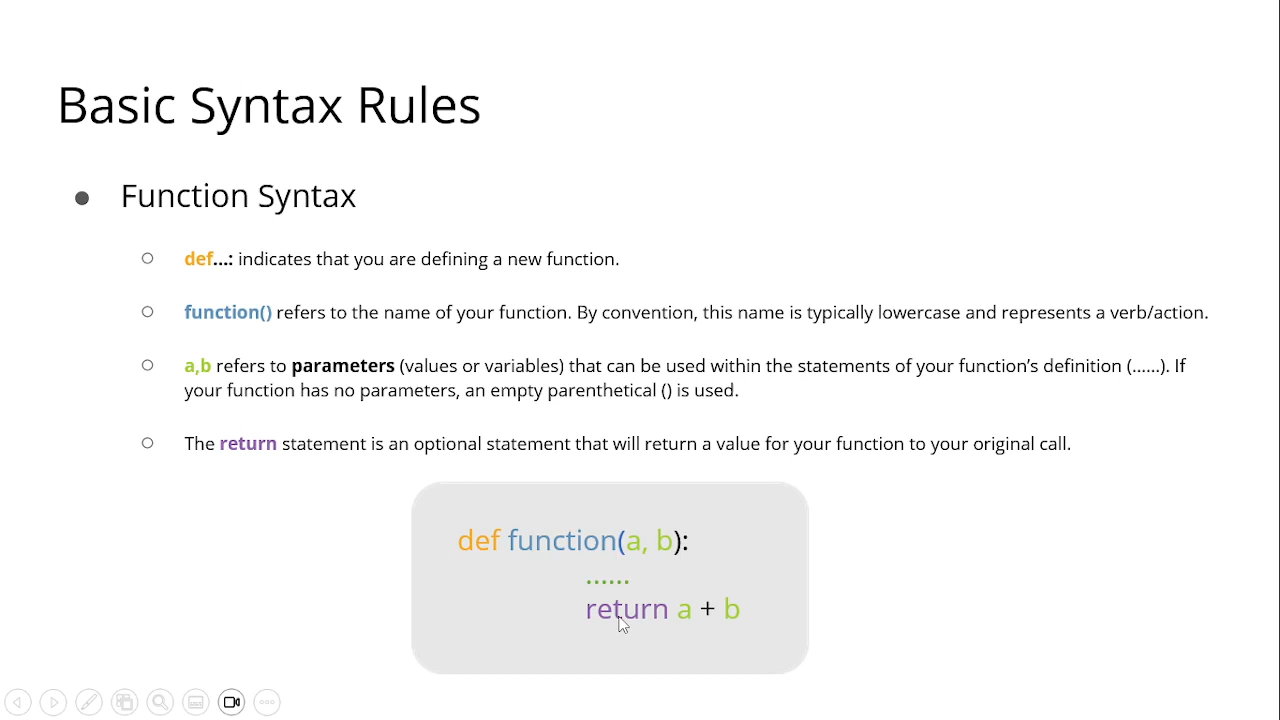 Basic Syntax Rules
● Function Syntax
○ def...: indicates that you are defining a new function.
○ function() refers to the name of your function. By convention, this name is typically lowercase and represents a verb/action.
○ a,b refers to parameters (values or variables) that can be used within the statements of your function’s definition (......). If
your function has no parameters, an empty parenthetical () is used.
○ The return statement is an optional statement that will return a value for your function to your original call.
def function(a, b):
......
return a + b